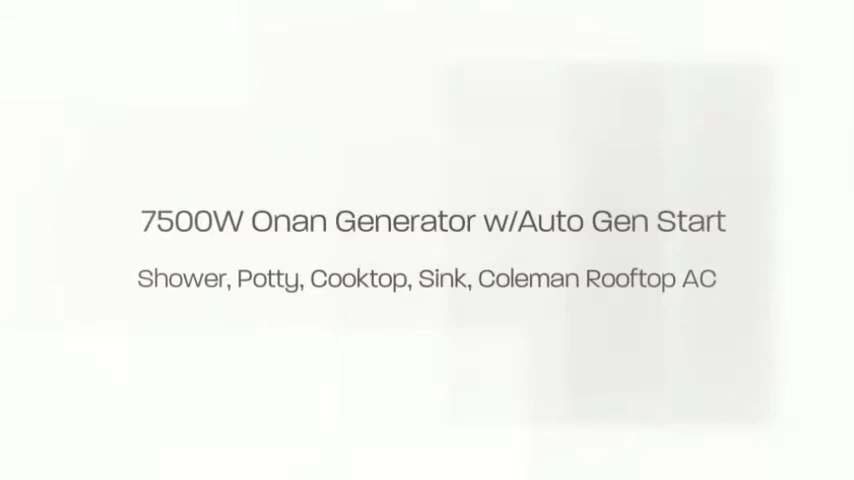 7500W Onan Generator w/Auto Gen Start
Shower, Potty, Cooktop, Sink, Coleman Rooftop AC